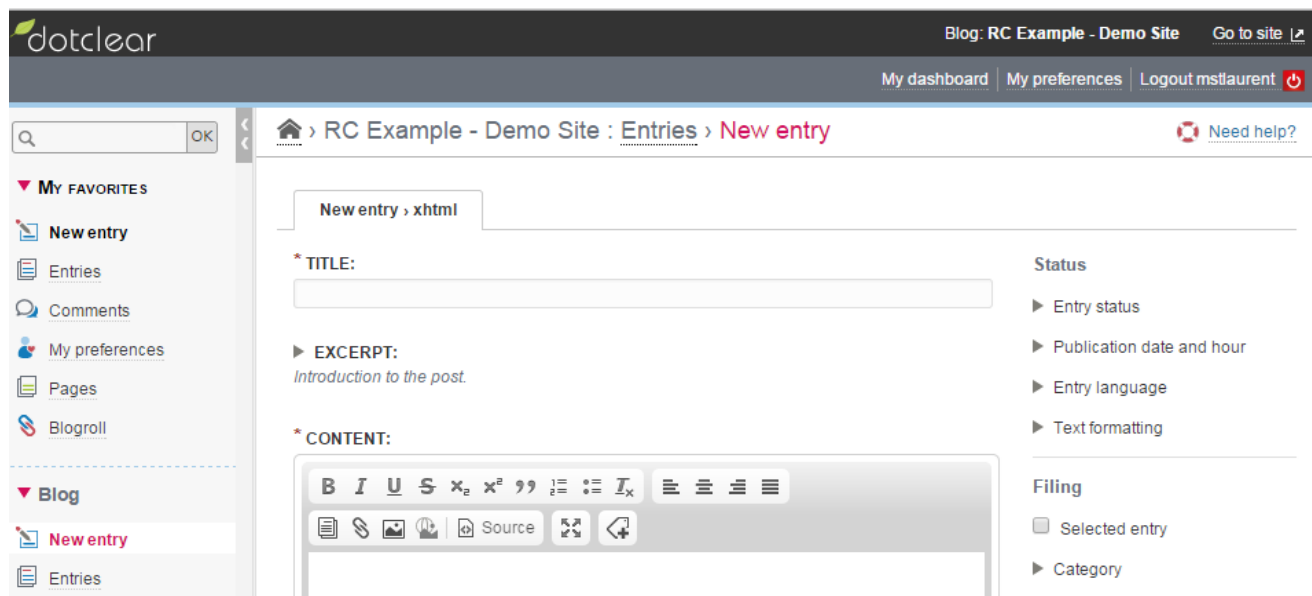 dotclear
Blog: RC Example - Demo Site Go to site
My dashboard My preferences Logout mstlaurent
OK
› RC Example - Demo Site : Entries › New entry
Need help?
MY FAVORITES
New entry
Entries
Comments
My preferences
Pages
Blogroll
Blog
New entry
Entries
New entry › xhtml
* TITLE:
EXCERPT:
Introduction to the post.
* CONTENT:
B I U S x₂ x² ,, Tx
Source
Status
Entry status
Publication date and hour
Entry language
Text formatting
Filing
Selected entry
Category